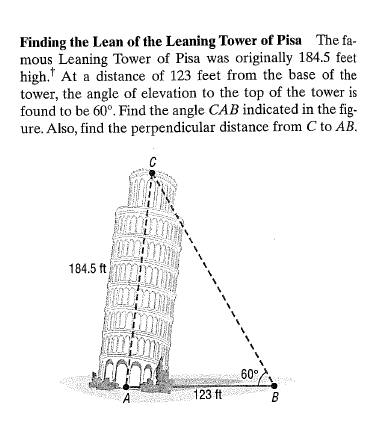 Finding the Lean of the Leaning Tower of Pisa The fa-
mous Leaning Tower of Pisa was originally 184.5 feet
high.† At a distance of 123 feet from the base of the
tower, the angle of elevation to the top of the tower is
found to be 60°. Find the angle CAB indicated in the fig-
ure. Also, find the perpendicular distance from C to AB.
C
184.5 ft
60°
A
123 ft
B